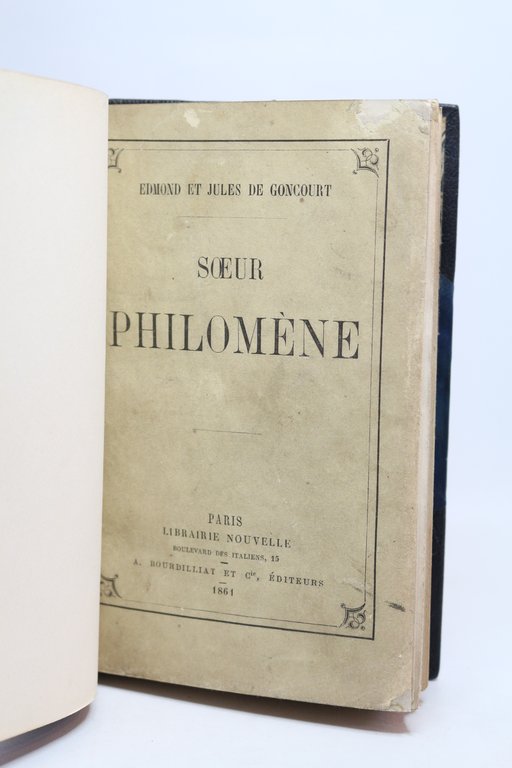 EDMOND ET JULES DE GONCOURT
SŒUR
PHILOMÈNE
PARIS
LIBRAIRIE NOUVELLE
BOULEVARD DES ITALIENS, 15
A. BOURDILLIAT ET Cie, ÉDITEURS
1861